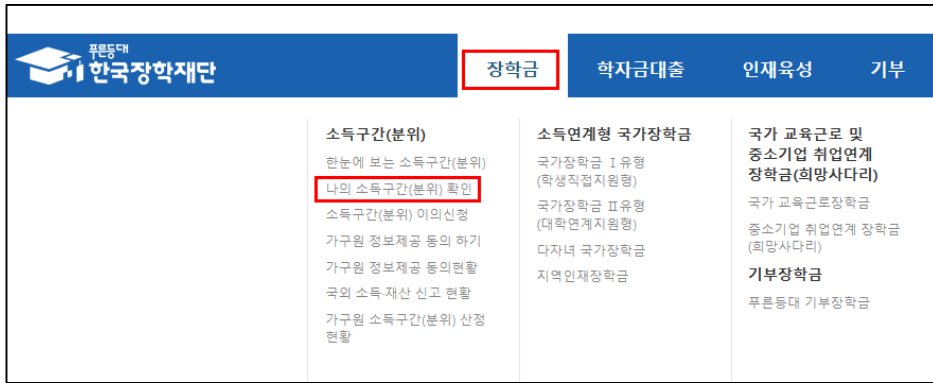 푸른등대
한국장학재단
장학금
학자금대출
인재육성
기부
소득구간(분위)
한눈에 보는 소득구간(분위)
나의 소득구간(분위) 확인
소득구간(분위) 이의신청
가구원 정보제공 동의 하기
가구원 정보제공 동의현황
국외 소득·재산 신고 현황
가구원 소득구간(분위) 산정
현황
소득연계형 국가장학금
국가장학금 Ⅰ유형
(학생직접지원형)
국가장학금 Ⅱ유형
(대학연계지원형)
다자녀 국가장학금
지역인재장학금
국가 교육근로 및
중소기업 취업연계
장학금(희망사다리)
국가 교육근로장학금
중소기업 취업연계 장학금
(희망사다리)
기부장학금
푸른등대 기부장학금